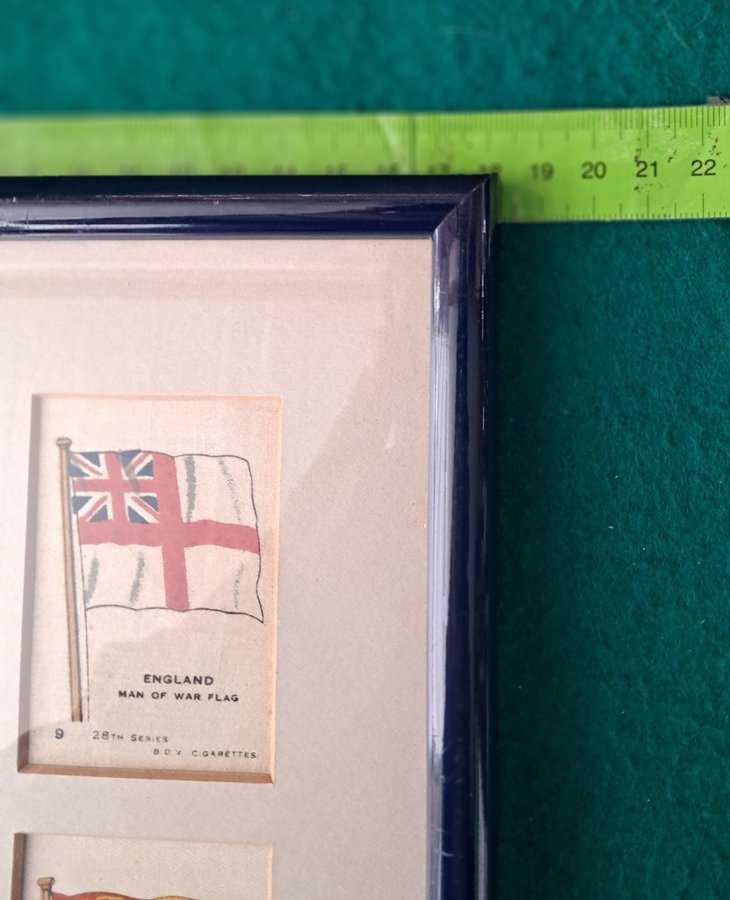 19 20 21 22
ENGLAND
MAN OF WAR FLAG
9 28TH SERIES
B.D.V. CIGARETTES